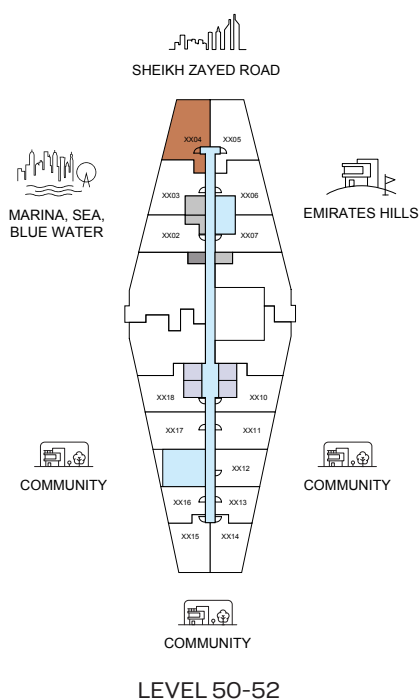 SHEIKH ZAYED ROAD
XX04
XX05
MARINA, SEA,
BLUE WATER
XX03
XX06
EMIRATES HILLS
XX02
XX07
XX18
XX10
XX17
XX11
COMMUNITY
XX12
COMMUNITY
XX16
XX13
XX15
XX14
COMMUNITY
LEVEL 50-52